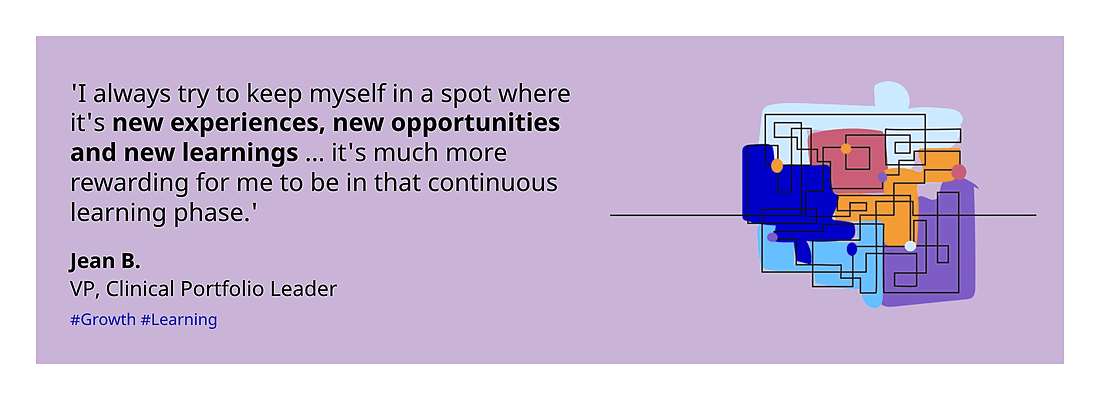 'I always try to keep myself in a spot where
it's new experiences, new opportunities
and new learnings ... it's much more
rewarding for me to be in that continuous
learning phase.'
Jean B.
VP, Clinical Portfolio Leader
#Growth #Learning